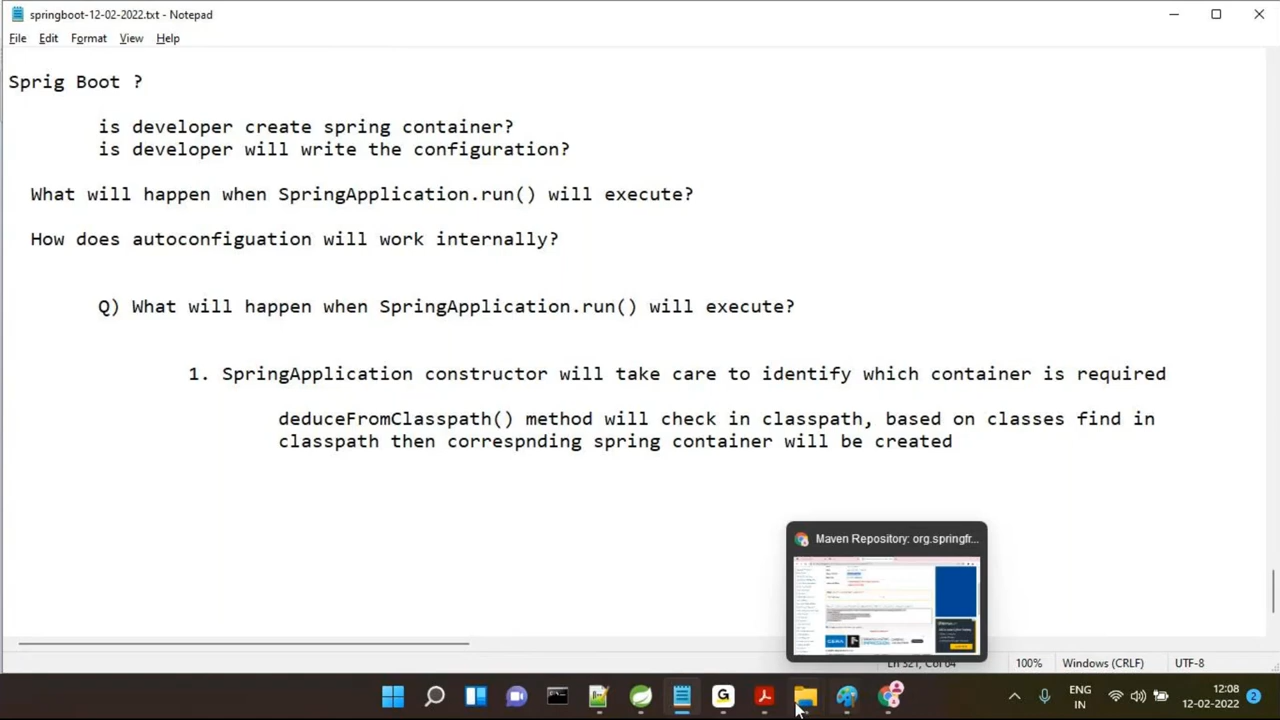 springboot-12-02-2022.txt - Notepad
File Edit Format View Help
Sprig Boot ?
is developer create spring container?
is developer will write the configuration?
What will happen when SpringApplication.run() will execute?
How does autoconfiguation will work internally?
Q) What will happen when SpringApplication.run() will execute?
1. SpringApplication constructor will take care to identify which container is required
deduceFromClasspath() method will check in classpath, based on classes find in
classpath then correspnding spring container will be created
Maven Repository: org.springfr...
100% Windows (CRLF) UTF-8
ENG
IN
12:08
12-02-2022
2